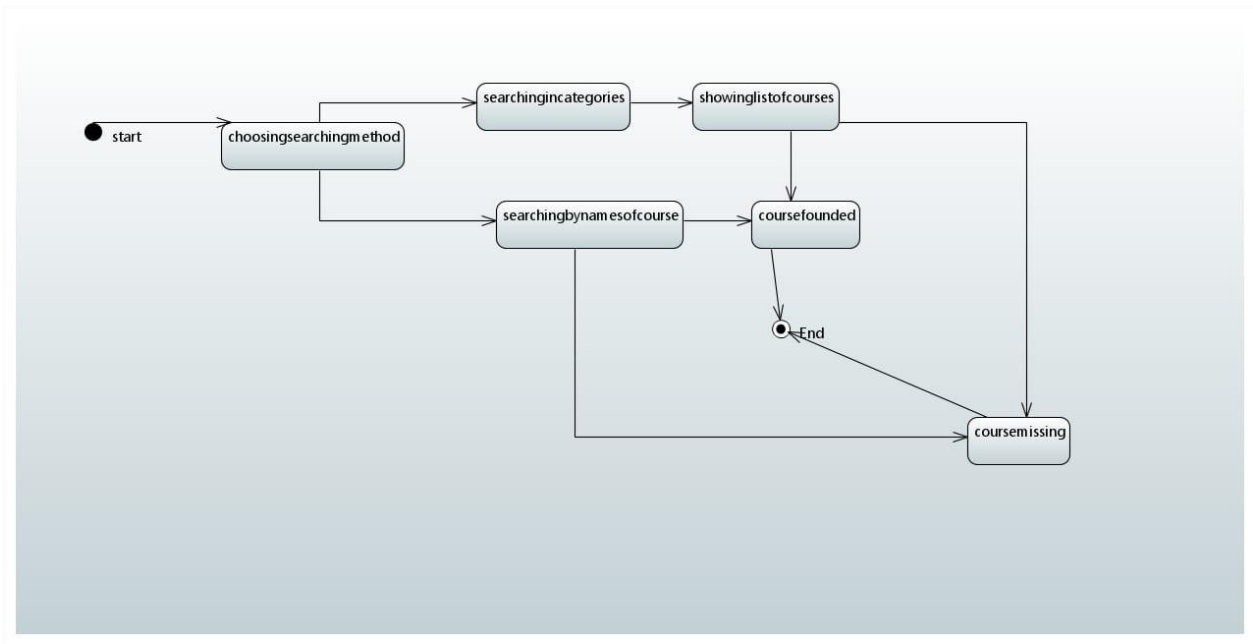 searchingincategories
showinglistofcourses
start
choosingsearchingmethod
searchingbynamesofcourse
coursefounded
End
coursemissing